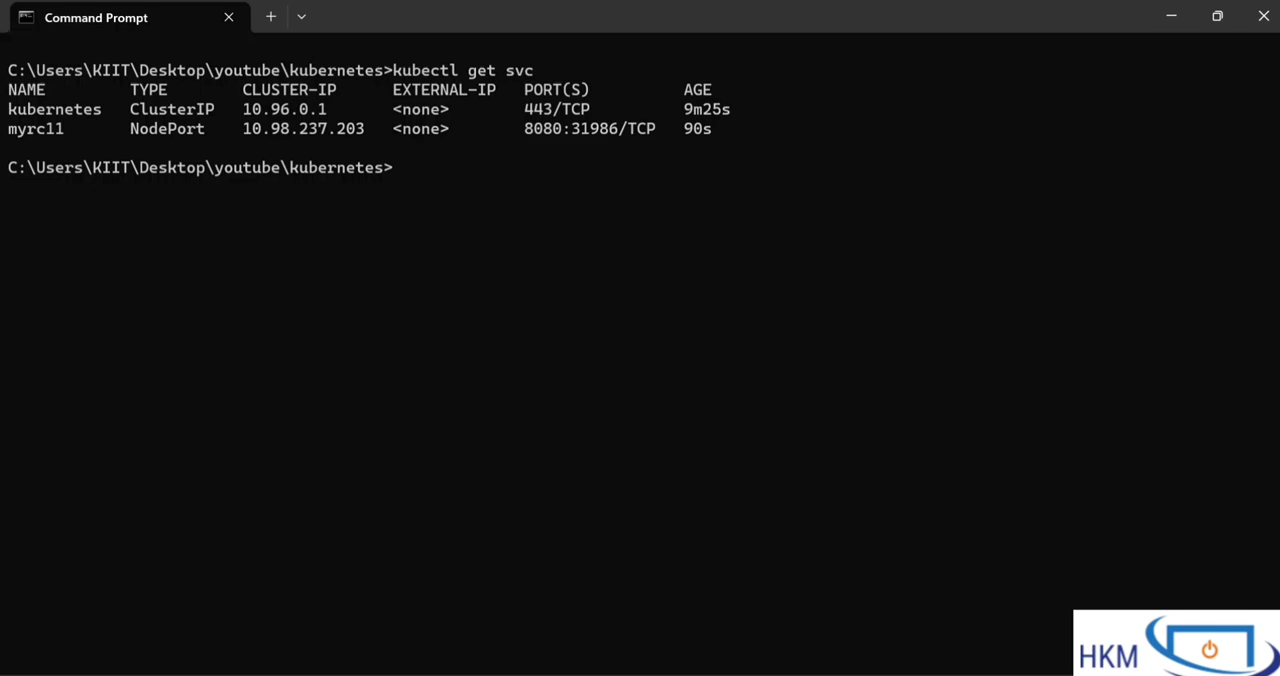 Command Prompt
C:\Users\KIIT\Desktop\youtube\kubernetes>kubectl get svc
NAME TYPE CLUSTER-IP EXTERNAL-IP PORT(S) AGE
kubernetes ClusterIP 10.96.0.1 <none> 443/TCP 9m25s
myrc11 NodePort 10.98.237.203 <none> 8080:31986/TCP 90s
C:\Users\KIIT\Desktop\youtube\kubernetes>
HKM